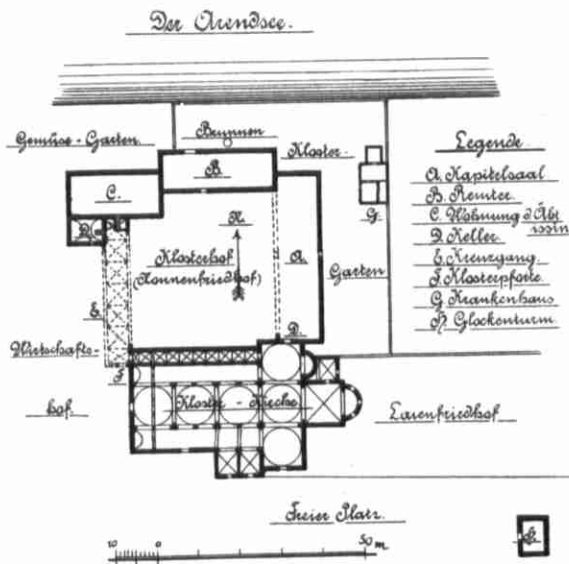 Der Arendsee.
Gemüse-Garten
Brunnen
Kloster-
Legende
A. Kapitelsaal
B. Remter
C. Wohnung d. Äbtissin
D. Keller
E. Kreuzgang
F. Klosterpforte
G. Krankenhaus
H. Glockenturm
B.
C.
D.
G.
N.
Klosterhof
(Nonnenfriedhof)
A.
Garten
E.
D.
Wirtschafts-
F.
hof.
Kloster-Kirche
Laienfriedhof
Freier Platz.
10
0
50 m